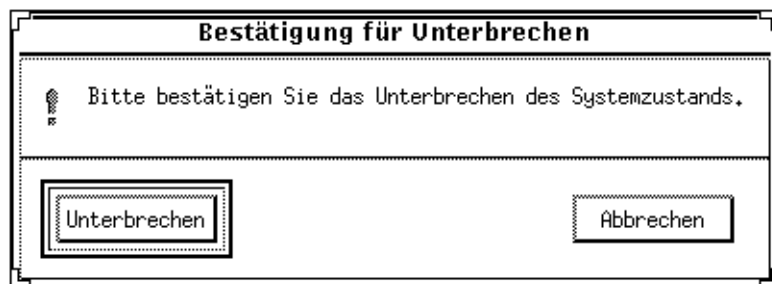 Bestätigung für Unterbrechen
Bitte bestätigen Sie das Unterbrechen des Systemzustands.
Unterbrechen
Abbrechen